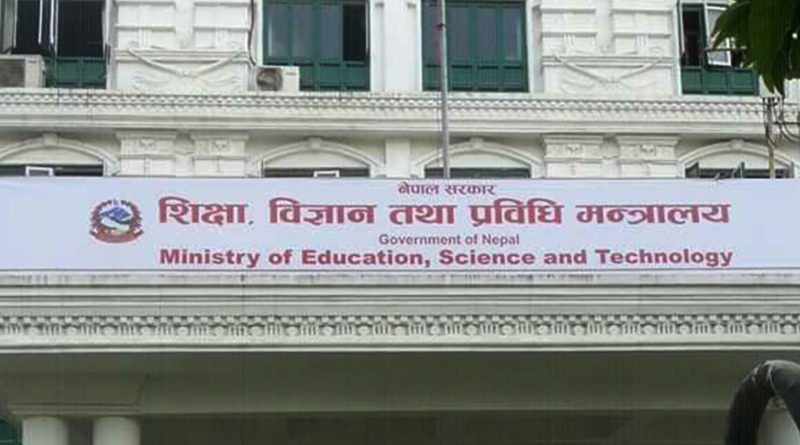 नेपाल सरकार
शिक्षा, विज्ञान तथा प्रविधि मन्त्रालय
Government of Nepal
Ministry of Education, Science and Technology